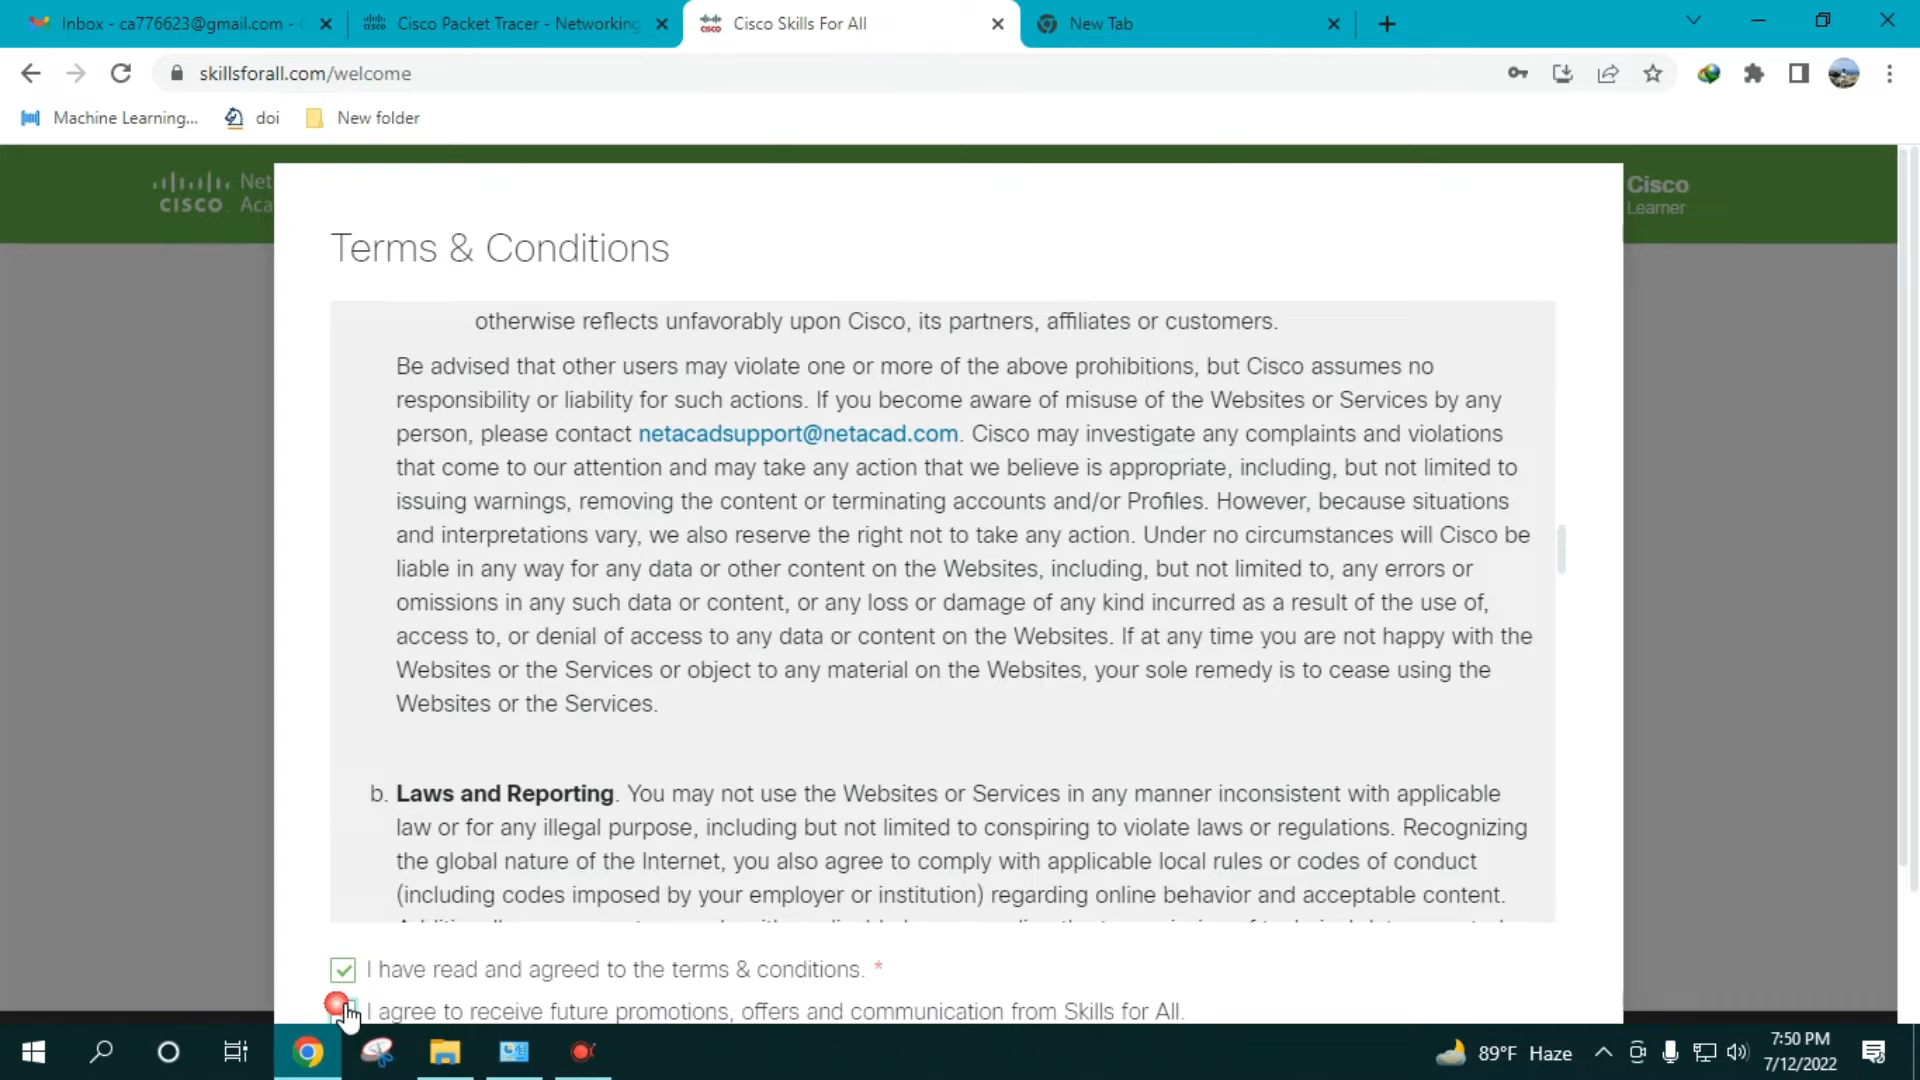 Inbox - ca776623@gmail.com -
Cisco Packet Tracer - Networking
Cisco Skills For All
New Tab
skillsforall.com/welcome
Machine Learning...
doi
New folder
CISCO
Net
Aca
Cisco
Learner
Terms & Conditions
otherwise reflects unfavorably upon Cisco, its partners, affiliates or customers.
Be advised that other users may violate one or more of the above prohibitions, but Cisco assumes no
responsibility or liability for such actions. If you become aware of misuse of the Websites or Services by any
person, please contact netacadsupport@netacad.com. Cisco may investigate any complaints and violations
that come to our attention and may take any action that we believe is appropriate, including, but not limited to
issuing warnings, removing the content or terminating accounts and/or Profiles. However, because situations
and interpretations vary, we also reserve the right not to take any action. Under no circumstances will Cisco be
liable in any way for any data or other content on the Websites, including, but not limited to, any errors or
omissions in any such data or content, or any loss or damage of any kind incurred as a result of the use of,
access to, or denial of access to any data or content on the Websites. If at any time you are not happy with the
Websites or the Services or object to any material on the Websites, your sole remedy is to cease using the
Websites or the Services.
b. Laws and Reporting. You may not use the Websites or Services in any manner inconsistent with applicable
law or for any illegal purpose, including but not limited to conspiring to violate laws or regulations. Recognizing
the global nature of the Internet, you also agree to comply with applicable local rules or codes of conduct
(including codes imposed by your employer or institution) regarding online behavior and acceptable content.
I have read and agreed to the terms & conditions. *
I agree to receive future promotions, offers and communication from Skills for All.
89°F Haze
7:50 PM
7/12/2022